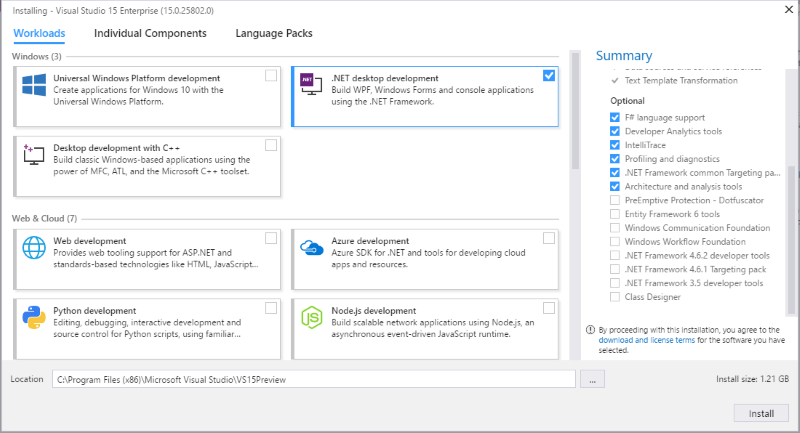 Installing - Visual Studio 15 Enterprise (15.0.25802.0)
Workloads
Individual Components
Language Packs
Windows (3)
Universal Windows Platform development
Create applications for Windows 10 with the
Universal Windows Platform.
.NET
.NET desktop development
Build WPF, Windows Forms and console applications
using the .NET Framework.
Desktop development with C++
Build classic Windows-based applications using the
power of MFC, ATL, and the Microsoft C++ toolset.
Web & Cloud (7)
Web development
Provides web tooling support for ASP.NET and
standards-based technologies like HTML, JavaScript...
Azure development
Azure SDK for .NET and tools for developing cloud
apps and resources.
Python development
Editing, debugging, interactive development and
source control for Python scripts, using familiar...
JS
Node.js development
Build scalable network applications using Node.js, an
asynchronous event-driven JavaScript runtime.
Summary
Text Template Transformation
Optional
F# language support
Developer Analytics tools
IntelliTrace
Profiling and diagnostics
.NET Framework common Targeting pa...
Architecture and analysis tools
PreEmptive Protection - Dotfuscator
Entity Framework 6 tools
Windows Communication Foundation
Windows Workflow Foundation
.NET Framework 4.6.2 developer tools
.NET Framework 4.6.1 Targeting pack
.NET Framework 3.5 developer tools
Class Designer
By proceeding with this installation, you agree to the
download and license terms for the software you have
selected.
Location
C:\Program Files (x86)\Microsoft Visual Studio\VS15Preview
...
Install size: 1.21 GB
Install